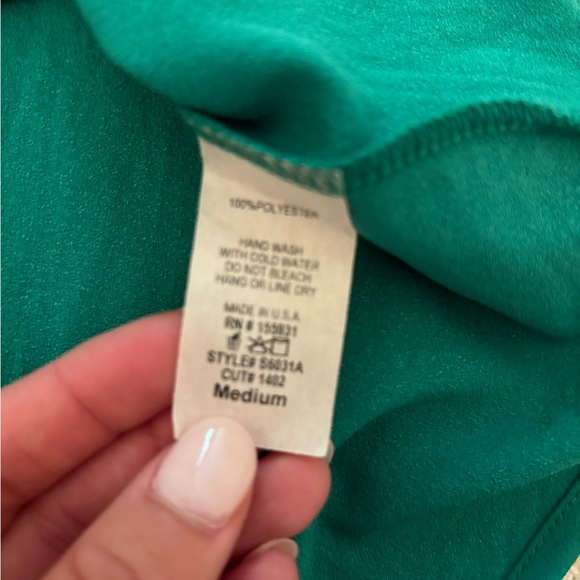 100%POLYESTER
HAND WASH
WITH COLD WATER
DO NOT BLEACH
HANG OR LINE DRY
MADE IN U.S.A.
RN # 155831
STYLE# S6031A
CUT# 1402
Medium